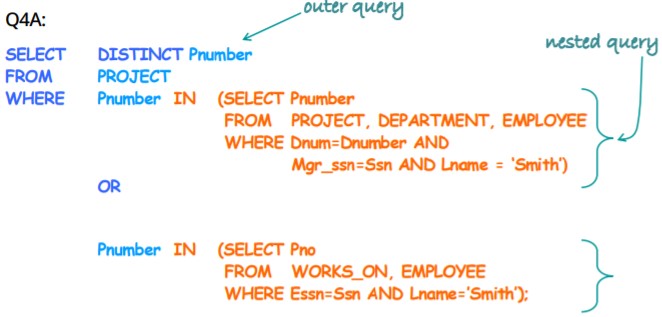 outer query
Q4A:
nested query
SELECT DISTINCT Pnumber
FROM PROJECT
WHERE Pnumber IN (SELECT Pnumber
FROM PROJECT, DEPARTMENT, EMPLOYEE
WHERE Dnum=Dnumber AND
Mgr_ssn=Ssn AND Lname = ‘Smith’)
OR
Pnumber IN (SELECT Pno
FROM WORKS_ON, EMPLOYEE
WHERE Essn=Ssn AND Lname=‘Smith’);